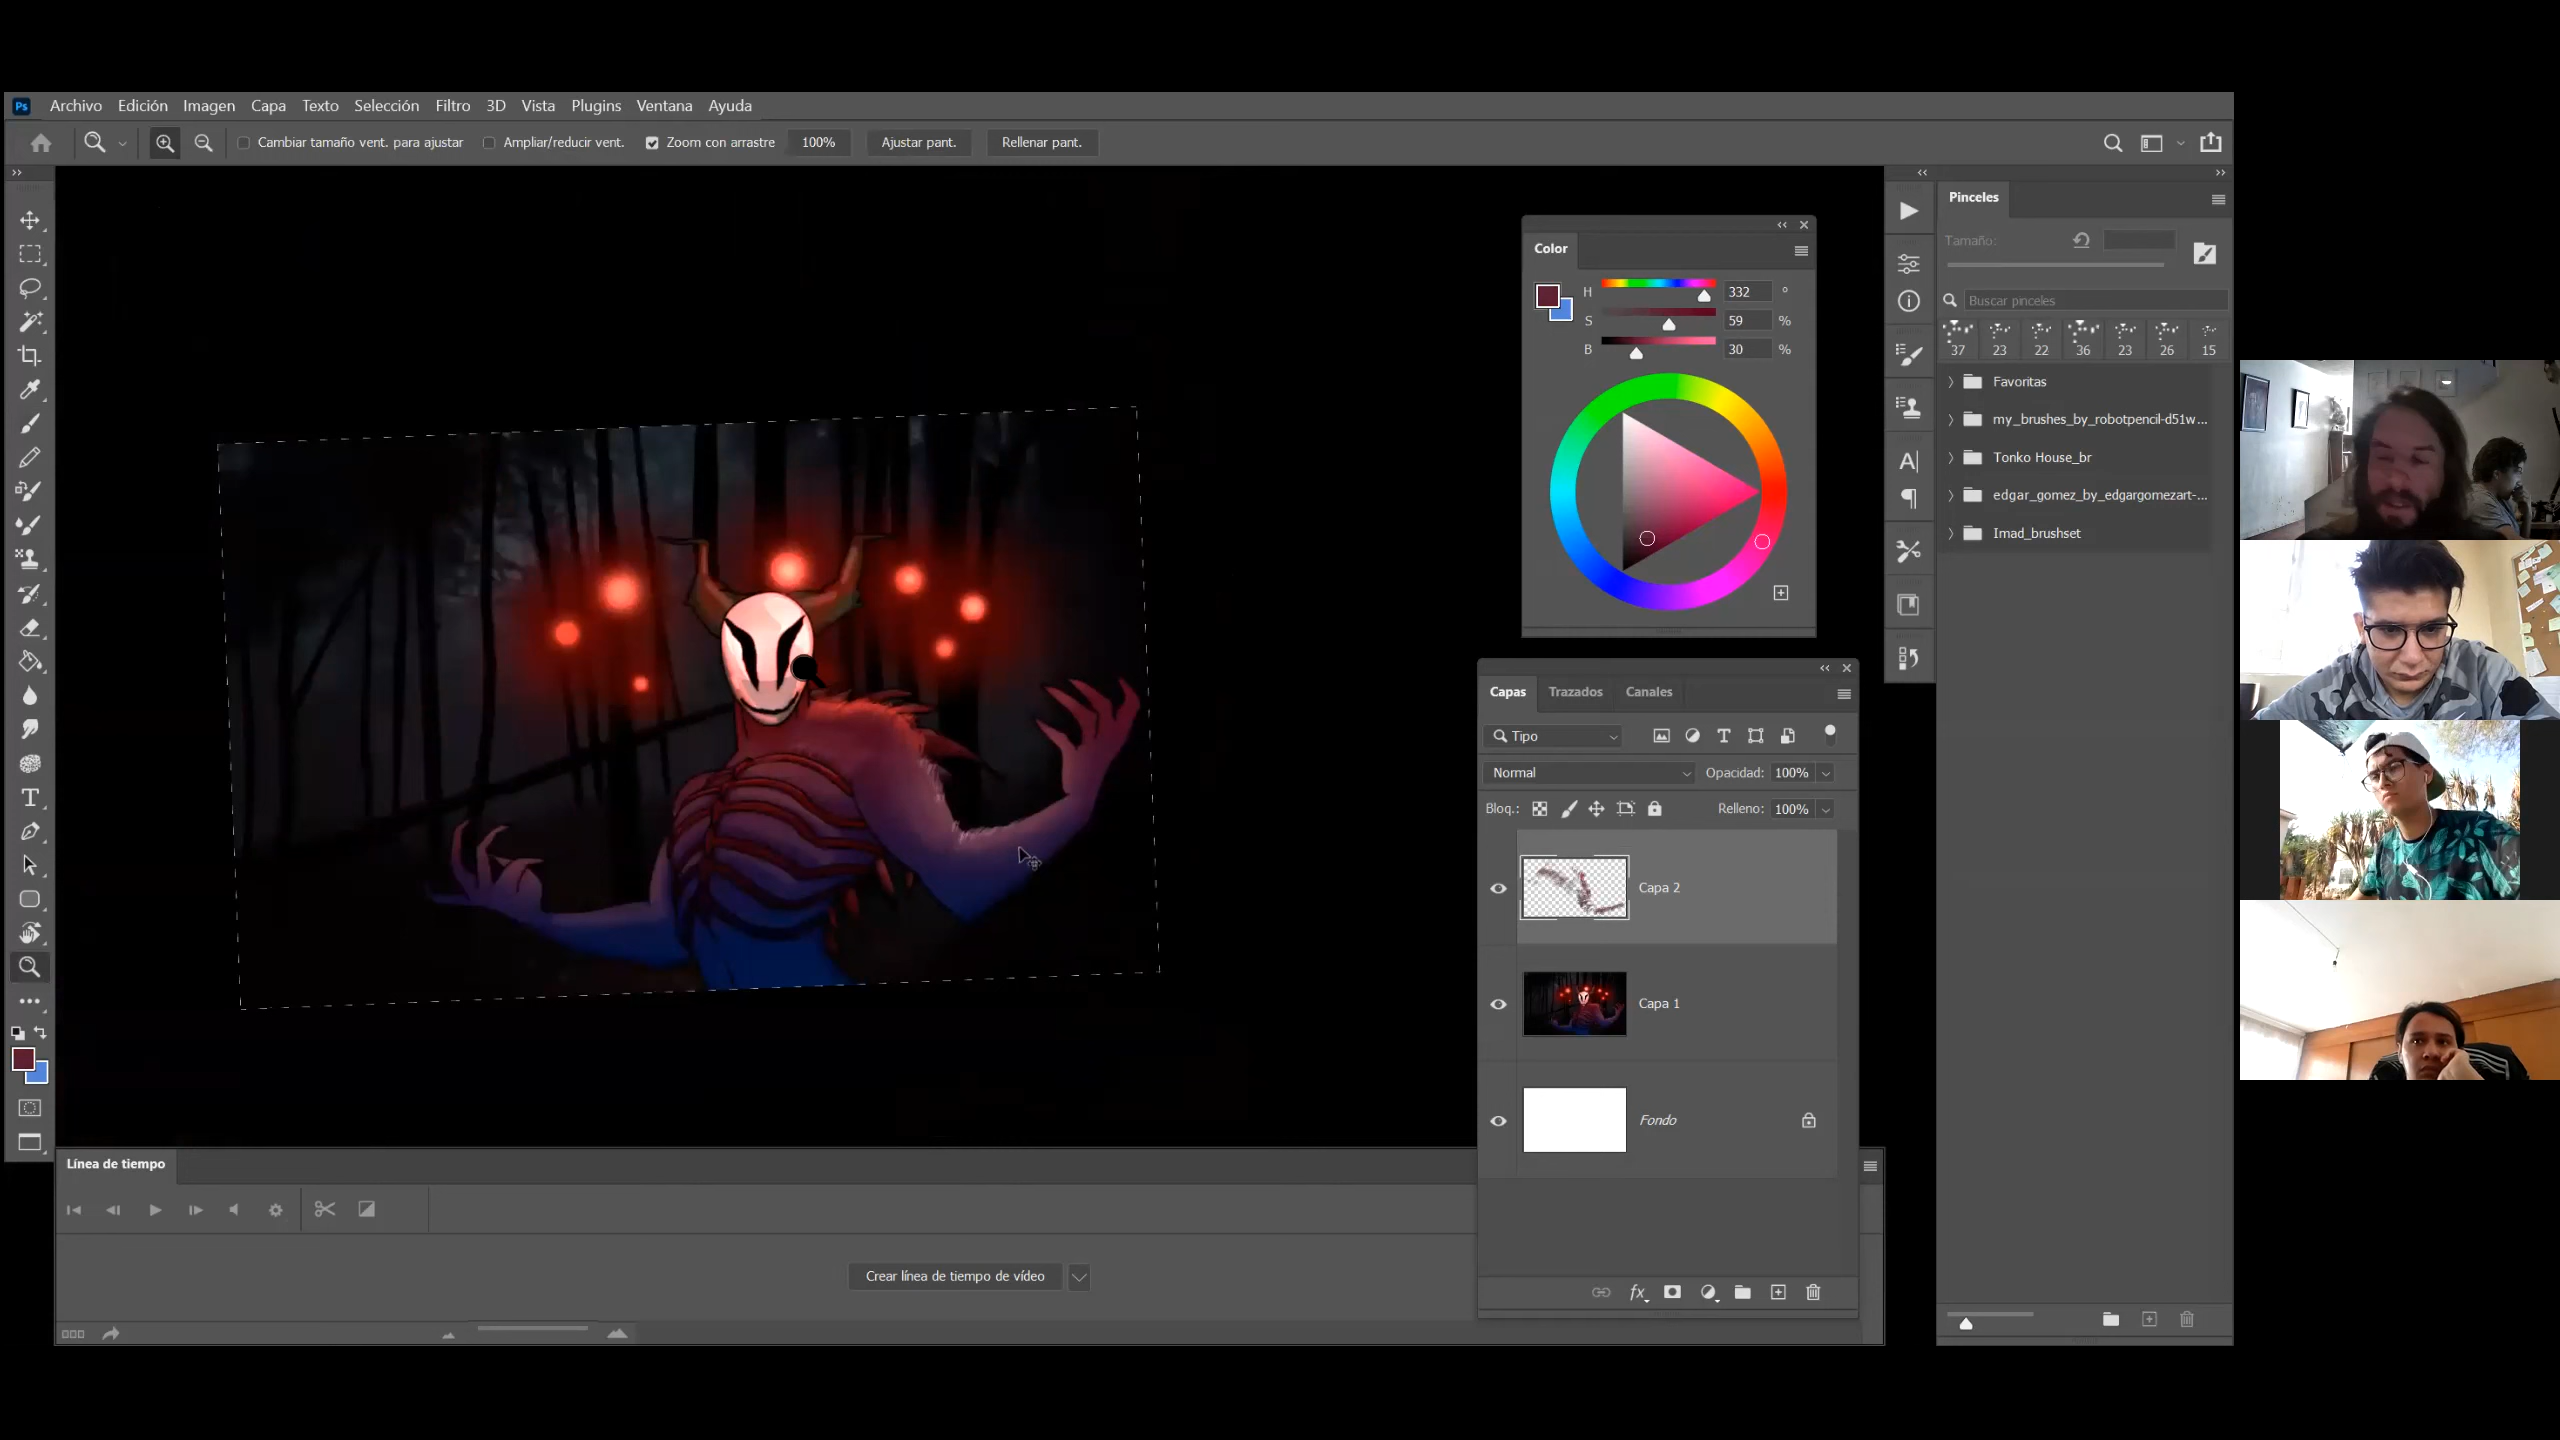 Ps Archivo Edición Imagen Capa Texto Selección Filtro 3D Vista Plugins Ventana Ayuda
Cambiar tamaño vent. para ajustar Ampliar/reducir vent. Zoom con arrastre 100% Ajustar pant. Rellenar pant.
Color
H 332 °
S 59 %
B 30 %
Capas Trazados Canales
Tipo
Normal Opacidad: 100%
Bloq.: Relleno: 100%
Capa 2
Capa 1
Fondo
fx
Pinceles
Tamaño:
Buscar pinceles
37 23 22 36 23 26 15
Favoritas
my_brushes_by_robotpencil-d51w...
Tonko House_br
edgar_gomez_by_edgargomezart-...
Imad_brushset
Línea de tiempo
Crear línea de tiempo de vídeo